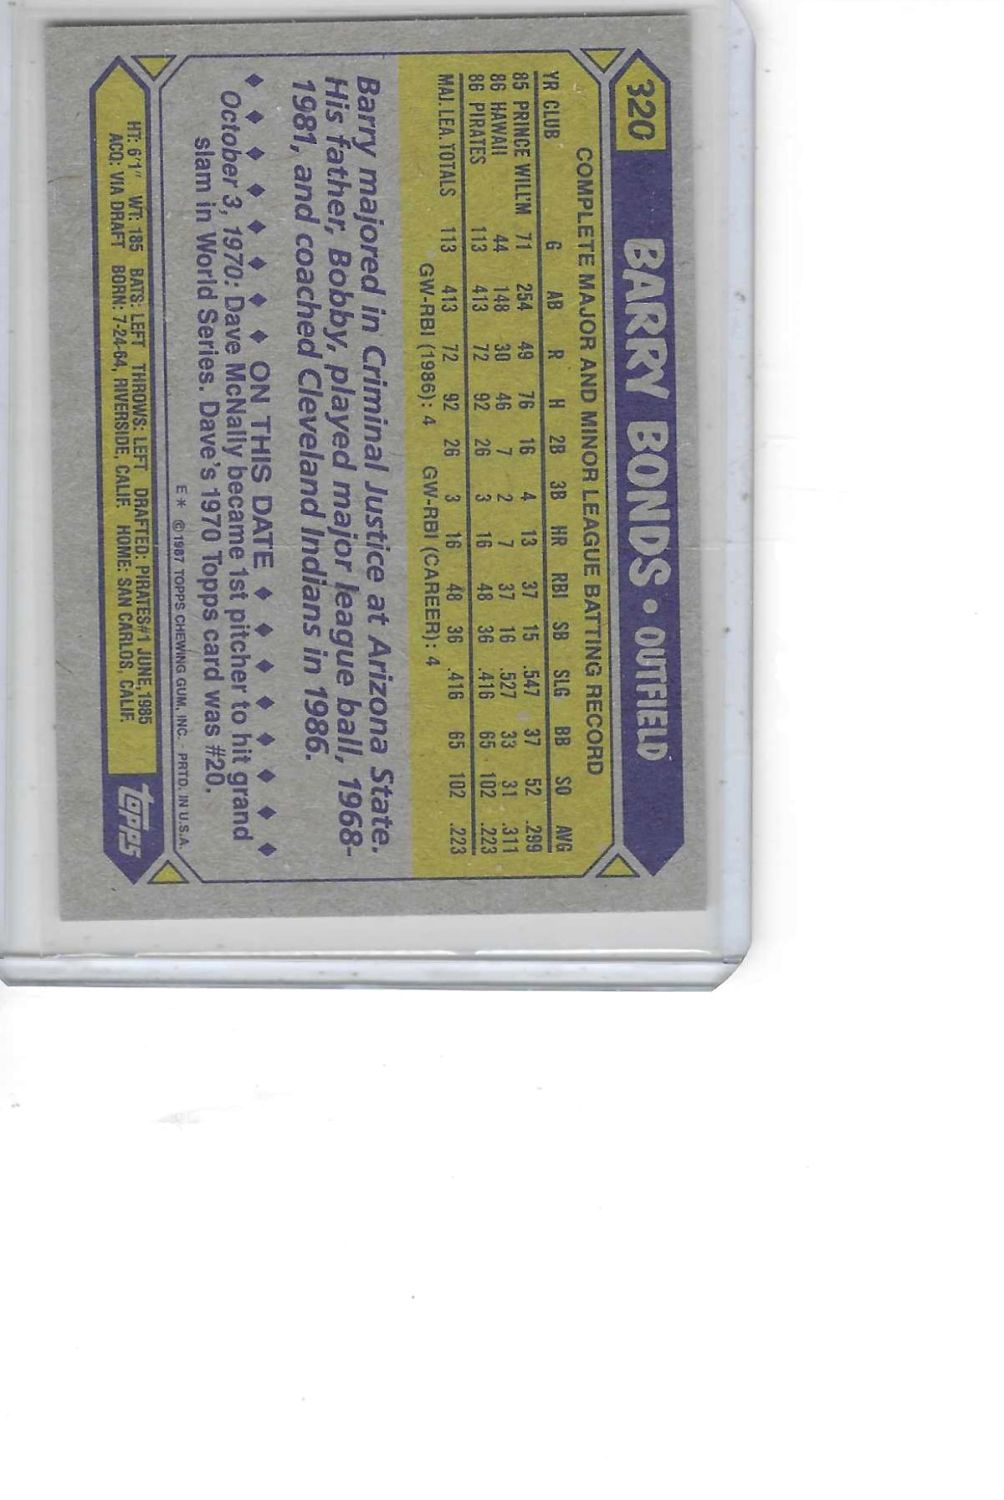 320 BARRY BONDS • OUTFIELD
COMPLETE MAJOR AND MINOR LEAGUE BATTING RECORD
YR CLUB G AB R H 2B 3B HR RBI SB SLG BB SO AVG
85 PRINCE WILL'M 71 254 49 76 16 4 13 37 15 .547 37 52 .299
86 HAWAII 44 148 30 46 7 2 7 37 16 .527 33 31 .311
86 PIRATES 113 413 72 92 26 3 16 48 36 .416 65 102 .223
MAJ. LEA. TOTALS 113 413 72 92 26 3 16 48 36 .416 65 102 .223
GW-RBI (1986): 4 GW-RBI (CAREER): 4
Barry majored in Criminal Justice at Arizona State.
His father, Bobby, played major league ball, 1968-
1981, and coached Cleveland Indians in 1986.
♦ ♦ ♦ ♦ ♦ ♦ ♦ ♦ ON THIS DATE ♦ ♦ ♦ ♦ ♦ ♦ ♦ ♦
October 3, 1970: Dave McNally became 1st pitcher to hit grand
slam in World Series. Dave's 1970 Topps card was #20.
E* ©1987 TOPPS CHEWING GUM, INC. PRTD. IN U.S.A.
HT: 6'1" WT: 185 BATS: LEFT THROWS: LEFT DRAFTED: PIRATES #1 JUNE, 1985
ACQ: VIA DRAFT BORN: 7-24-64, RIVERSIDE, CALIF. HOME: SAN CARLOS, CALIF.
topps